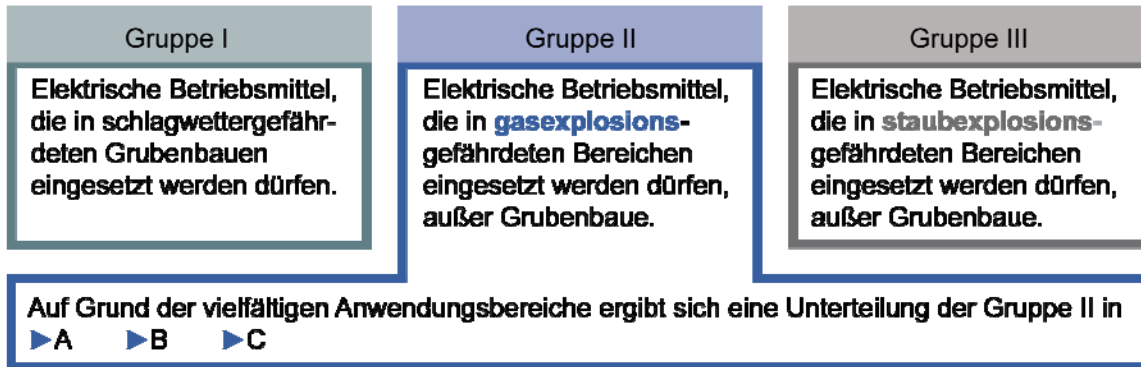 Gruppe I
Elektrische Betriebsmittel,
die in schlagwettergefähr-
deten Grubenbauen
eingesetzt werden dürfen.
Gruppe II
Elektrische Betriebsmittel,
die in gasexplosions-
gefährdeten Bereichen
eingesetzt werden dürfen,
außer Grubenbaue.
Gruppe III
Elektrische Betriebsmittel,
die in staubexplosions-
gefährdeten Bereichen
eingesetzt werden dürfen,
außer Grubenbaue.
Auf Grund der vielfältigen Anwendungsbereiche ergibt sich eine Unterteilung der Gruppe II in
►A ►B ►C